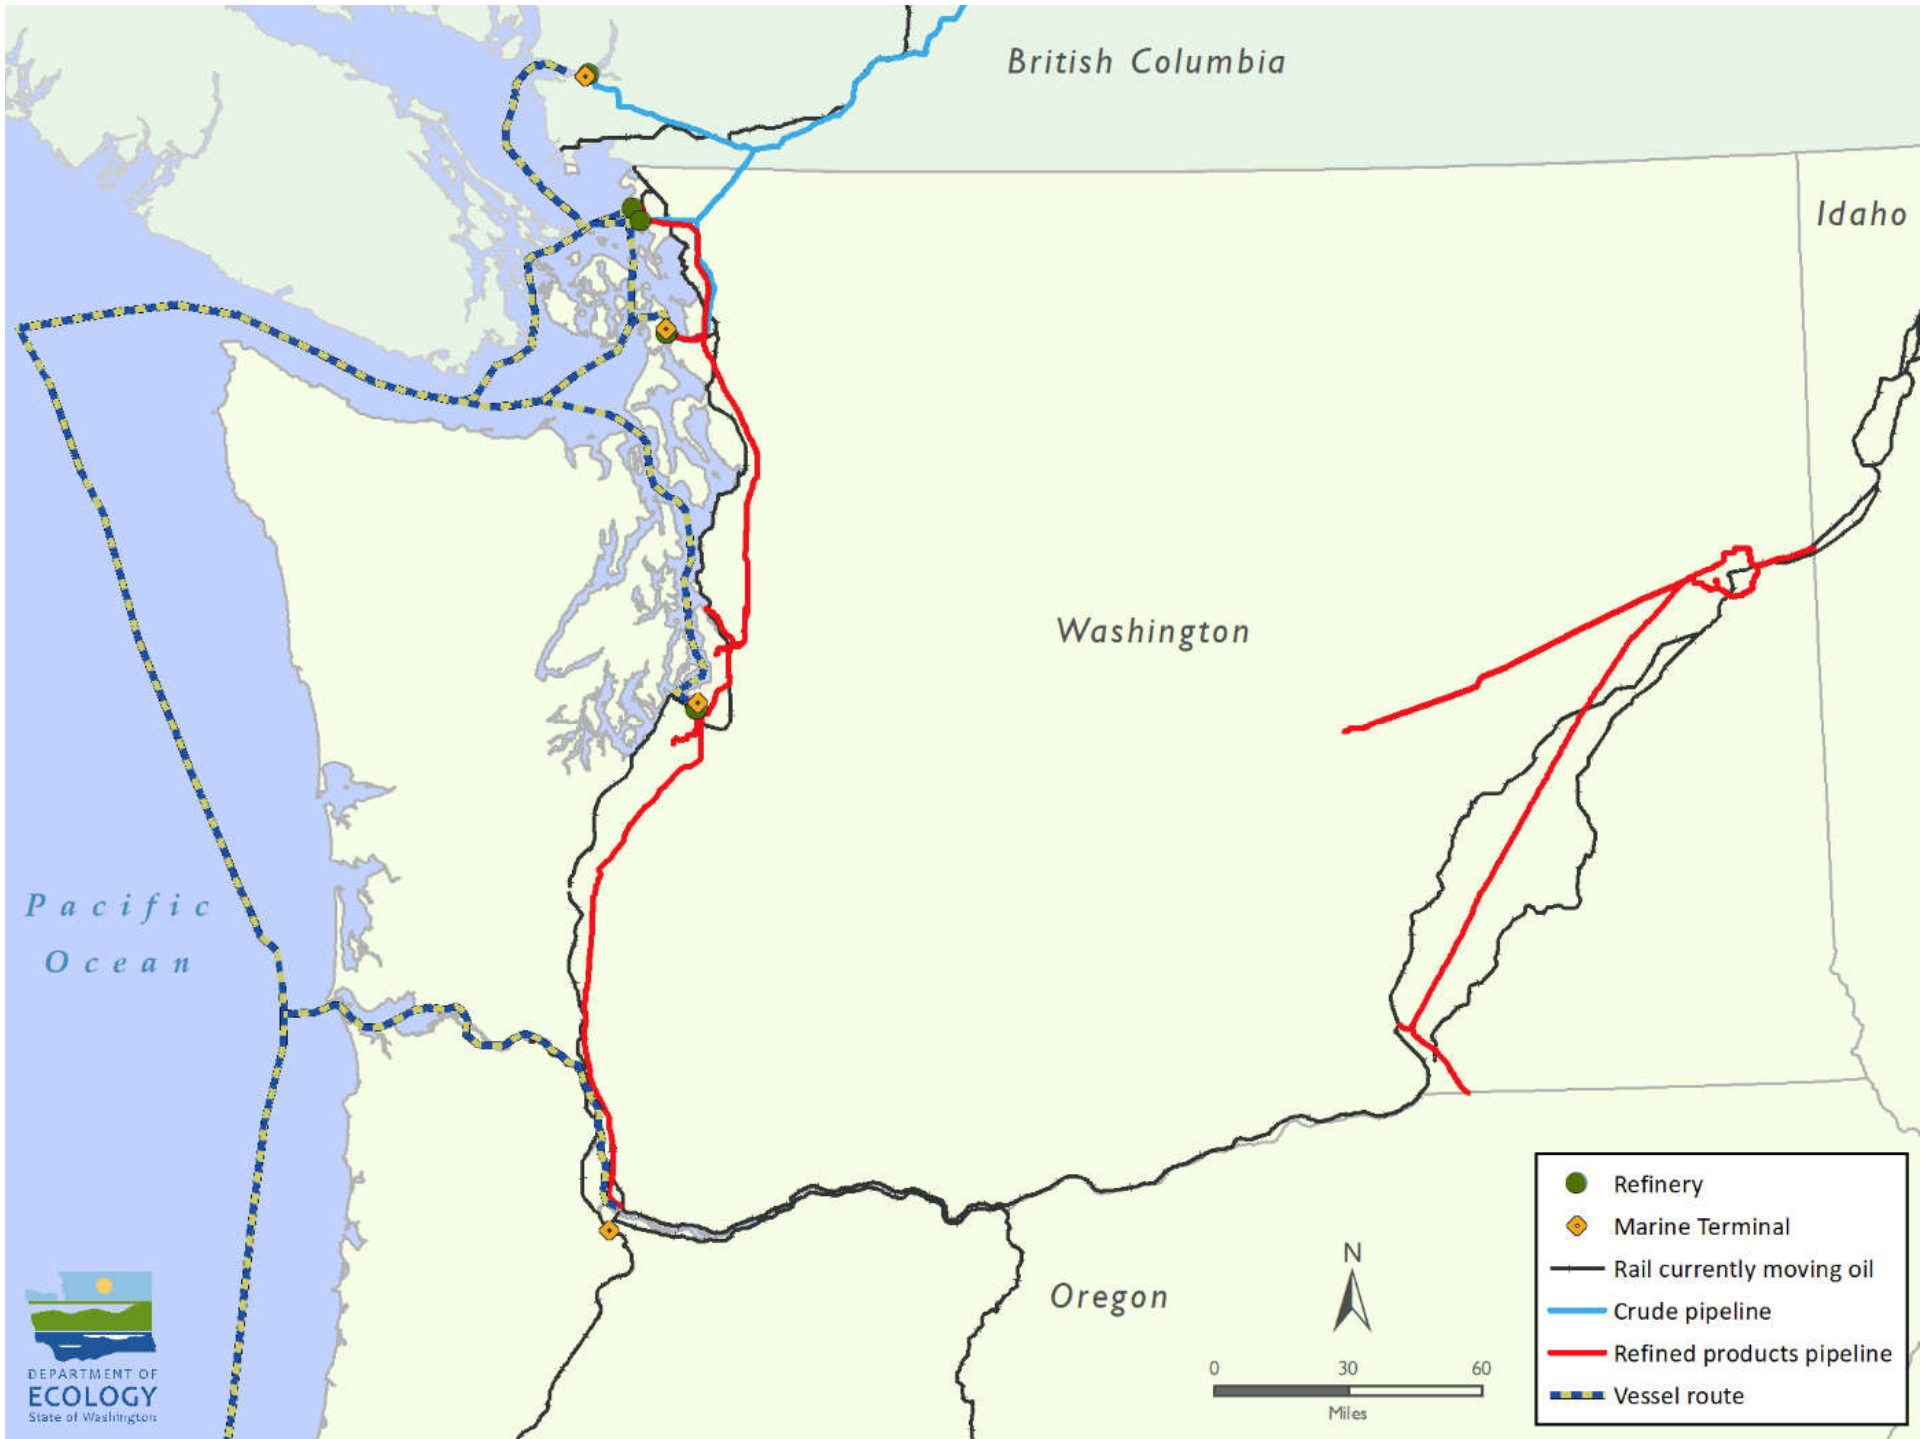 British Columbia
Idaho
Washington
Pacific
Ocean
Oregon
N
0 30 60
Miles
Refinery
Marine Terminal
Rail currently moving oil
Crude pipeline
Refined products pipeline
Vessel route
DEPARTMENT OF
ECOLOGY
State of Washington